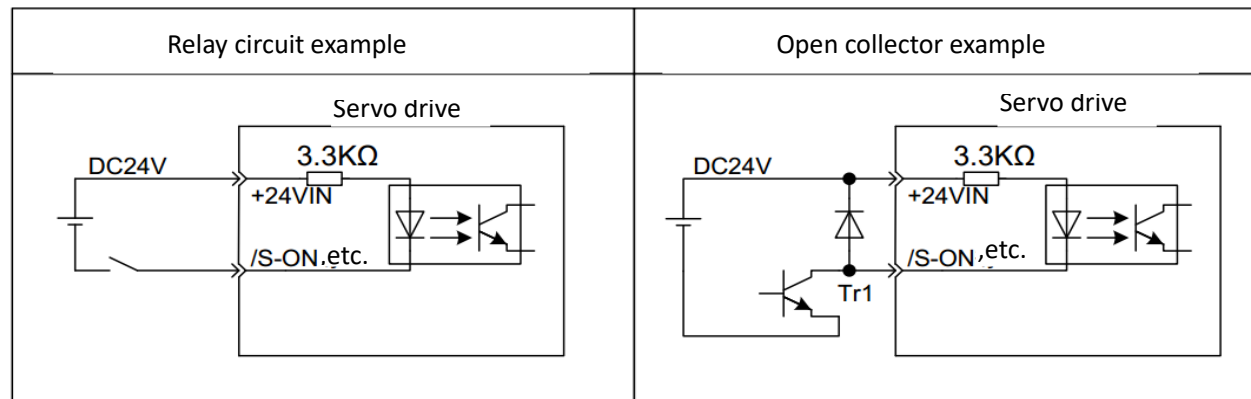 Relay circuit example
Open collector example
Servo drive
DC24V
3.3KΩ
+24VIN
/S-ON,etc.
Servo drive
DC24V
3.3KΩ
+24VIN
/S-ON,etc.
Tr1